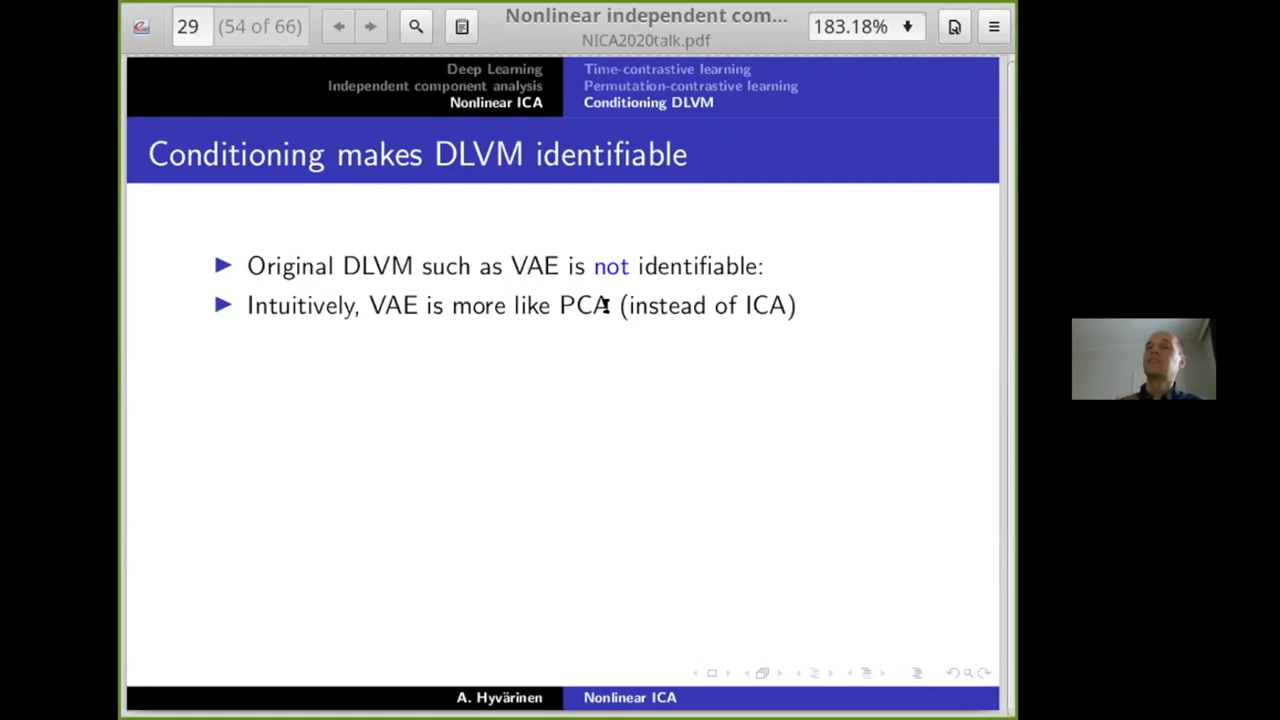 Nonlinear independent com...
29 (54 of 66)
NICA2020talk.pdf
183.18%
Deep Learning
Independent component analysis
Nonlinear ICA
Time-contrastive learning
Permutation-contrastive learning
Conditioning DLVM
Conditioning makes DLVM identifiable
Original DLVM such as VAE is not identifiable:
Intuitively, VAE is more like PCA (instead of ICA)
A. Hyvärinen
Nonlinear ICA